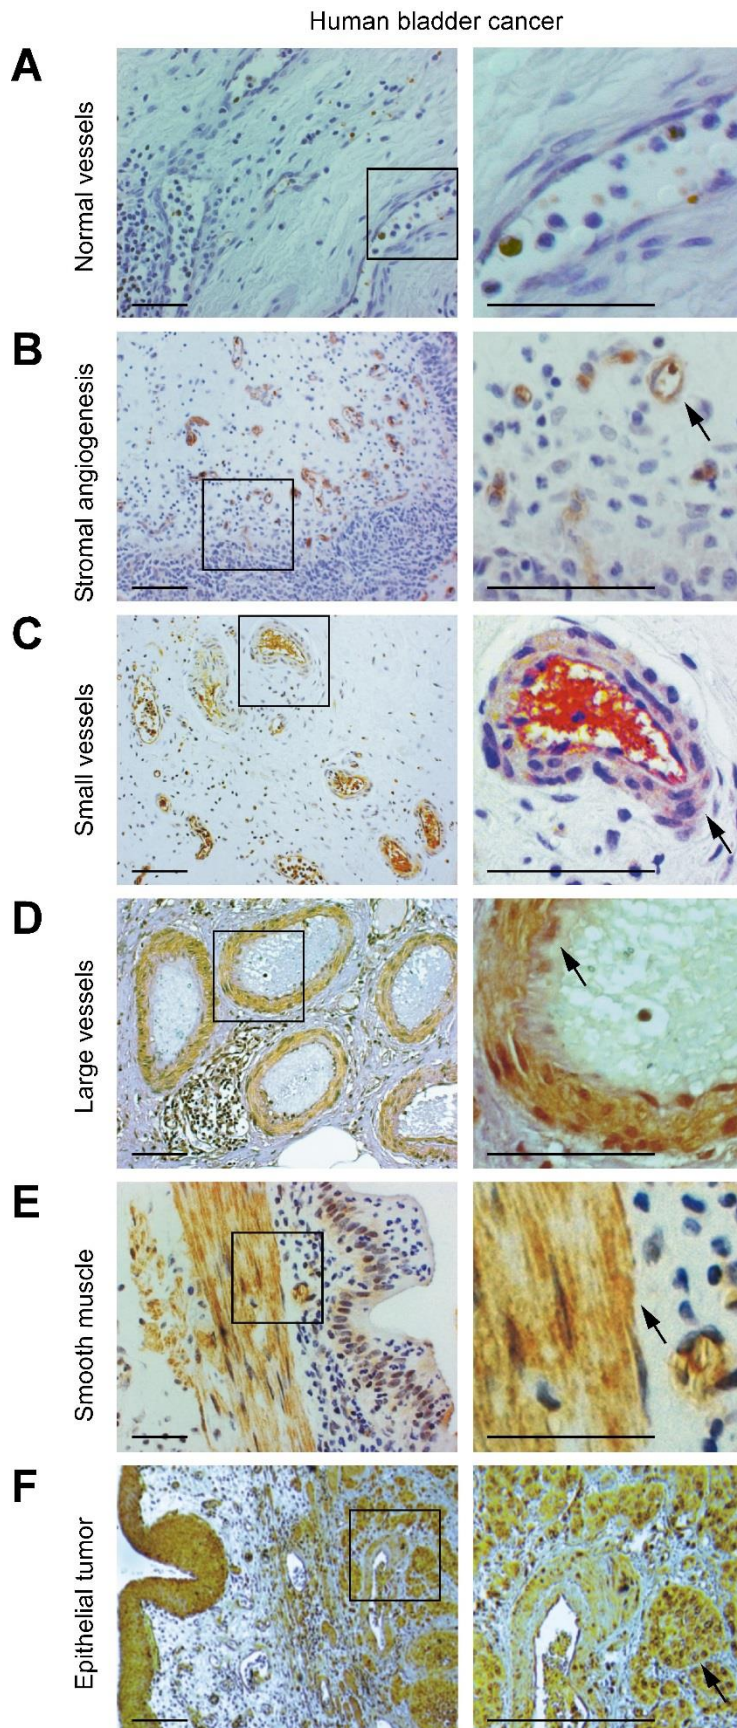 Human bladder cancer
A
Normal vessels
B
Stromal angiogenesis
C
Small vessels
D
Large vessels
E
Smooth muscle
F
Epithelial tumor